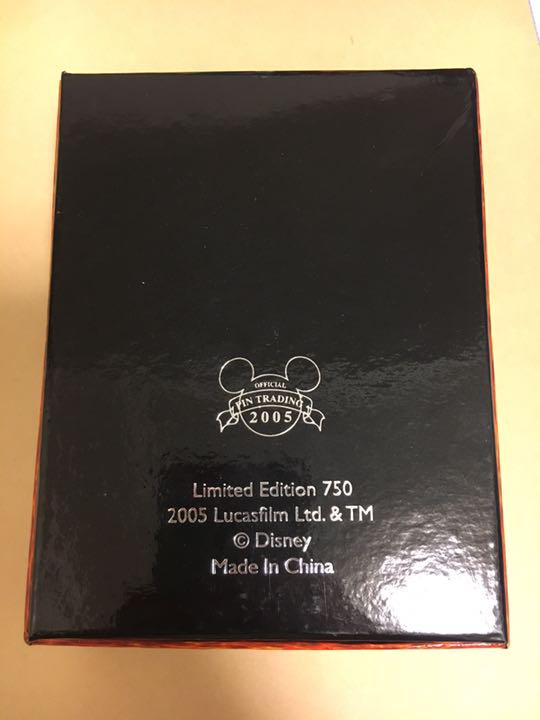 OFFICIAL
PIN TRADING
2005
Limited Edition 750
2005 Lucasfilm Ltd. & TM
© Disney
Made In China